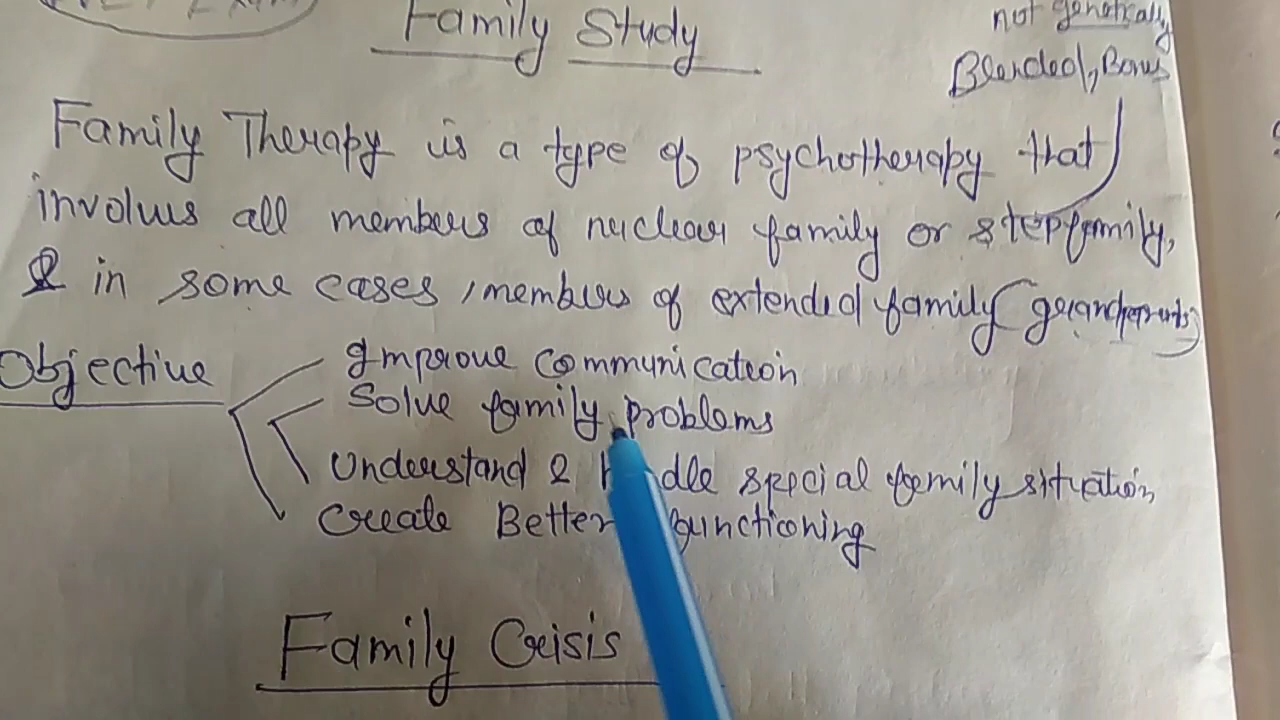 Family Study
not genetically
Blended, Bonus
Family Therapy is a type of psychotherapy that
involves all members of nuclear family or stepfamily,
& in some cases, members of extended family (grandparents)
Objective
Improve Communication
Solve family problems
Understand & handle special family situation
Create Better functioning
Family Crisis